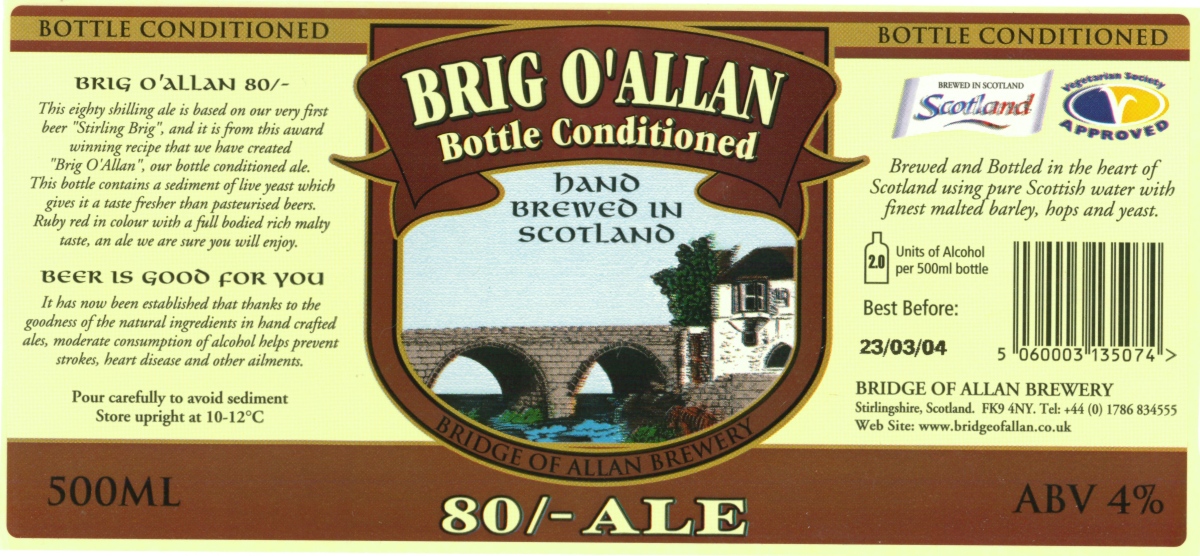 BOTTLE CONDITIONED
BRIG O'ALLAN 80/-
This eighty shilling ale is based on our very first
beer "Stirling Brig", and it is from this award
winning recipe that we have created
"Brig O'Allan", our bottle conditioned ale.
This bottle contains a sediment of live yeast which
gives it a taste fresher than pasteurised beers.
Ruby red in colour with a full bodied rich malty
taste, an ale we are sure you will enjoy.
BEER IS GOOD FOR YOU
It has now been established that thanks to the
goodness of the natural ingredients in hand crafted
ales, moderate consumption of alcohol helps prevent
strokes, heart disease and other ailments.
Pour carefully to avoid sediment
Store upright at 10-12°C
500ML
BRIG O'ALLAN
Bottle Conditioned
HAND
BREWED IN
SCOTLAND
BRIDGE OF ALLAN BREWERY
80/- ALE
BOTTLE CONDITIONED
BREWED IN SCOTLAND
Scotland
Vegetarian Society
V
APPROVED
Brewed and Bottled in the heart of
Scotland using pure Scottish water with
finest malted barley, hops and yeast.
2.0
Units of Alcohol
per 500ml bottle
Best Before:
23/03/04
5 060003 135074 >
BRIDGE OF ALLAN BREWERY
Stirlingshire, Scotland. FK9 4NY. Tel: +44 (0) 1786 834555
Web Site: www.bridgeofallan.co.uk
ABV 4%